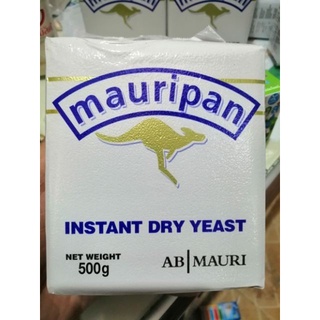 mauripan
INSTANT DRY YEAST
NET WEIGHT
500g
AB|MAURI